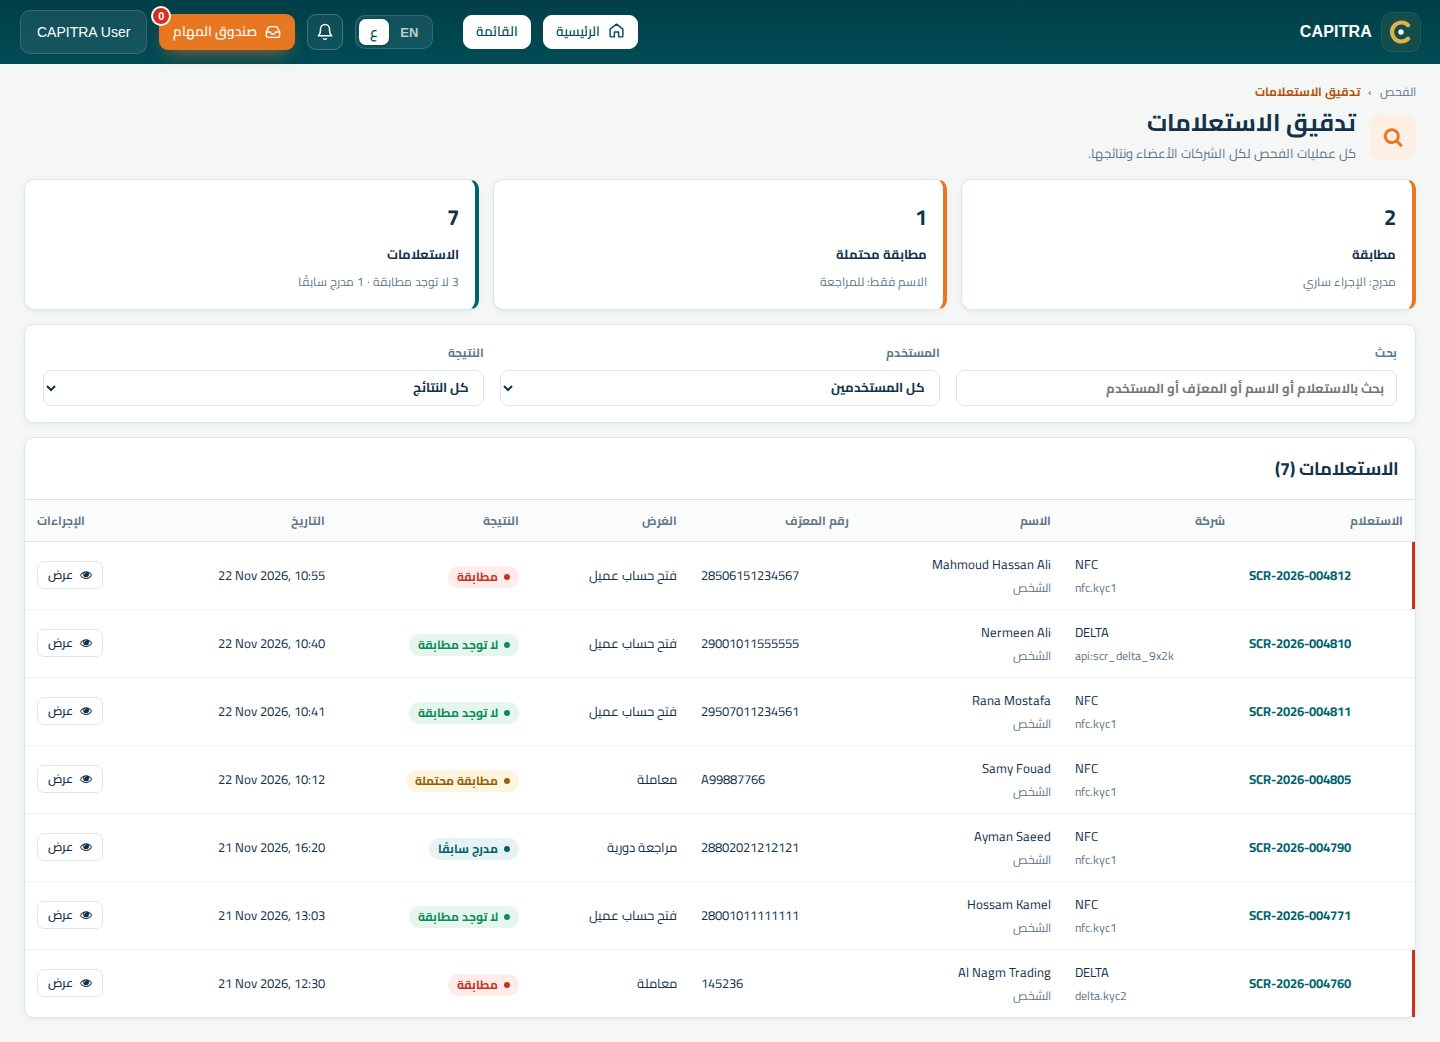 CAPITRA
الرئيسية
القائمة
EN
ع
صندوق المهام
0
CAPITRA User
الفحص › تدقيق الاستعلامات
تدقيق الاستعلامات
كل عمليات الفحص لكل الشركات الأعضاء ونتائجها.
2
مطابقة
مدرج: الإجراء ساري
1
مطابقة محتملة
الاسم فقط: للمراجعة
7
الاستعلامات
3 لا توجد مطابقة · 1 مدرج سابقًا
بحث
بحث بالاستعلام أو الاسم أو المعرّف أو المستخدم
المستخدم
كل المستخدمين
النتيجة
كل النتائج
الاستعلامات (7)
الاستعلام شركة الاسم رقم المعرّف الغرض النتيجة التاريخ الإجراءات
SCR-2026-004812 NFC Mahmoud Hassan Ali 28506151234567 فتح حساب عميل مطابقة 22 Nov 2026, 10:55 عرض
nfc.kyc1 الشخص
SCR-2026-004810 DELTA Nermeen Ali 29001011555555 فتح حساب عميل لا توجد مطابقة 22 Nov 2026, 10:40 عرض
api:scr_delta_9x2k الشخص
SCR-2026-004811 NFC Rana Mostafa 29507011234561 فتح حساب عميل لا توجد مطابقة 22 Nov 2026, 10:41 عرض
nfc.kyc1 الشخص
SCR-2026-004805 NFC Samy Fouad A99887766 معاملة مطابقة محتملة 22 Nov 2026, 10:12 عرض
nfc.kyc1 الشخص
SCR-2026-004790 NFC Ayman Saeed 28802021212121 مراجعة دورية مدرج سابقًا 21 Nov 2026, 16:20 عرض
nfc.kyc1 الشخص
SCR-2026-004771 NFC Hossam Kamel 28001011111111 فتح حساب عميل لا توجد مطابقة 21 Nov 2026, 13:03 عرض
nfc.kyc1 الشخص
SCR-2026-004760 DELTA Al Nagm Trading 145236 معاملة مطابقة 21 Nov 2026, 12:30 عرض
delta.kyc2 الشخص